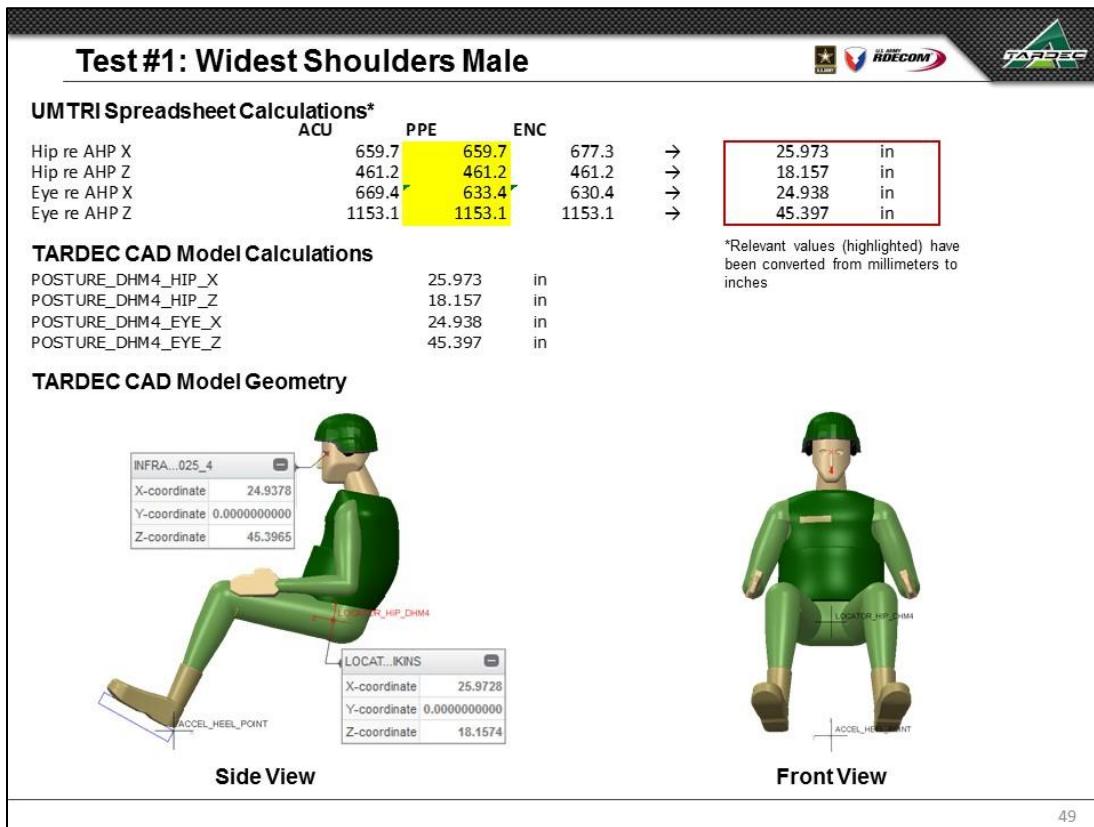 Test #1: Widest Shoulders Male
U.S. ARMY
U.S. ARMY
RDECOM
TARDEC
UMTRI Spreadsheet Calculations*
ACU PPE ENC
Hip re AHP X 659.7 659.7 677.3 → 25.973 in
Hip re AHP Z 461.2 461.2 461.2 → 18.157 in
Eye re AHP X 669.4 633.4 630.4 → 24.938 in
Eye re AHP Z 1153.1 1153.1 1153.1 → 45.397 in
*Relevant values (highlighted) have
been converted from millimeters to
inches
TARDEC CAD Model Calculations
POSTURE_DHM4_HIP_X 25.973 in
POSTURE_DHM4_HIP_Z 18.157 in
POSTURE_DHM4_EYE_X 24.938 in
POSTURE_DHM4_EYE_Z 45.397 in
TARDEC CAD Model Geometry
INFRA...025_4
X-coordinate 24.9378
Y-coordinate 0.0000000000
Z-coordinate 45.3965
LOCATOR_HIP_DHM4
LOCAT...IKINS
X-coordinate 25.9728
Y-coordinate 0.0000000000
Z-coordinate 18.1574
ACCEL_HEEL_POINT
LOCATOR_HIP_DHM4
ACCEL_HEEL_POINT
Side View
Front View
49